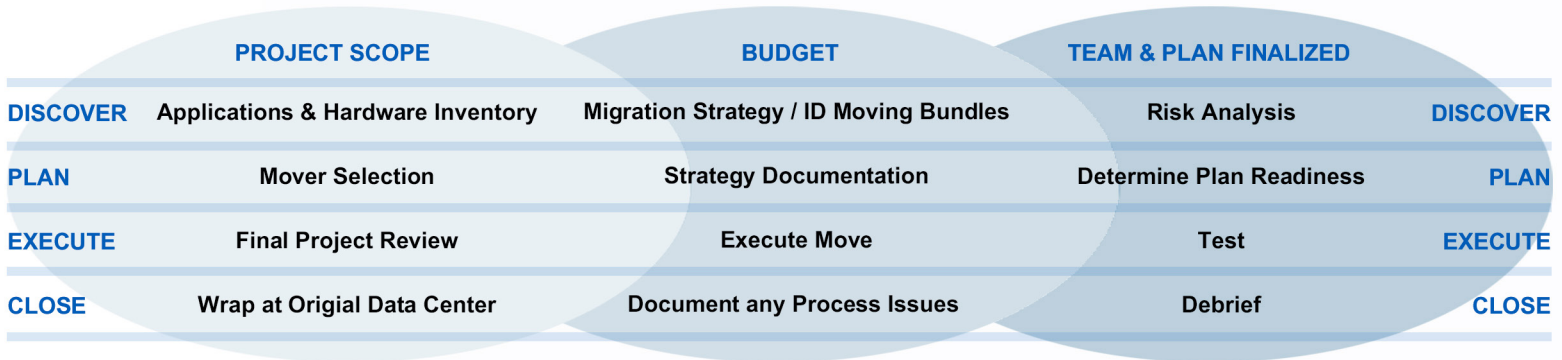 PROJECT SCOPE BUDGET TEAM & PLAN FINALIZED
DISCOVER Applications & Hardware Inventory Migration Strategy / ID Moving Bundles Risk Analysis DISCOVER
PLAN Mover Selection Strategy Documentation Determine Plan Readiness PLAN
EXECUTE Final Project Review Execute Move Test EXECUTE
CLOSE Wrap at Origial Data Center Document any Process Issues Debrief CLOSE